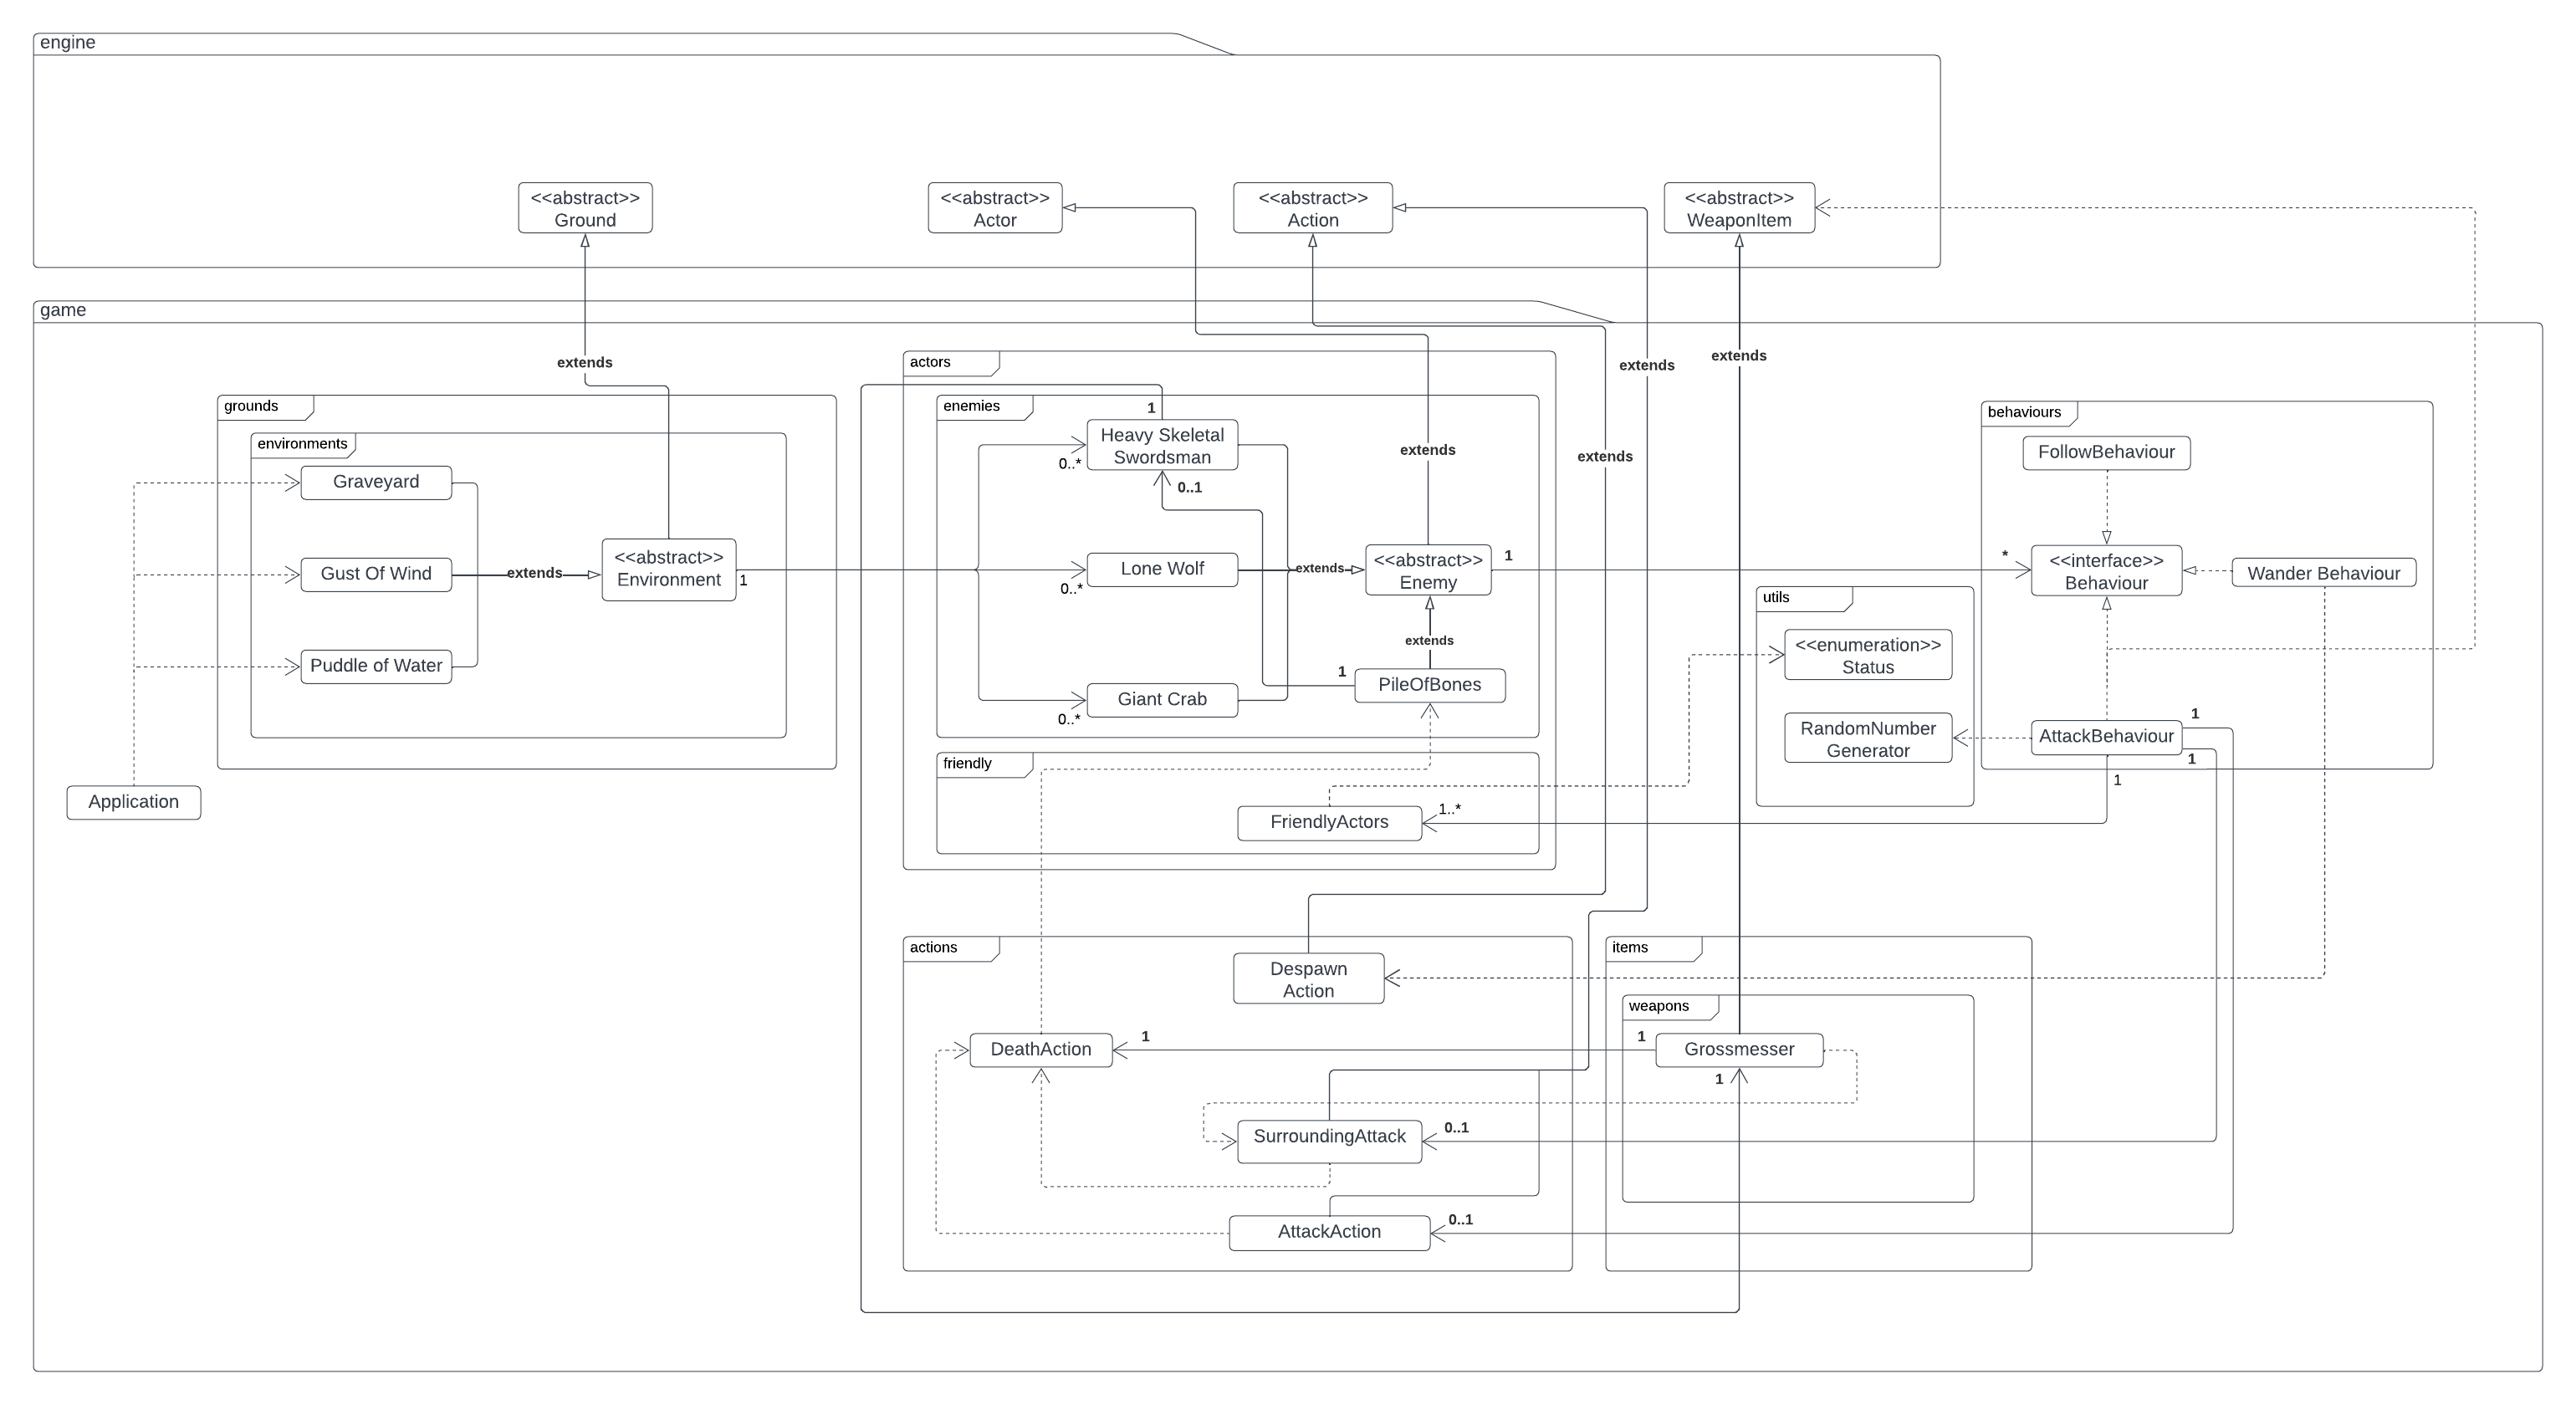 engine
<<abstract>>
Ground
<<abstract>>
Actor
<<abstract>>
Action
<<abstract>>
WeaponItem
game
extends
extends
extends
extends
extends
actors
grounds
environments
enemies
behaviours
1
Heavy Skeletal
Swordsman
0..*
0..1
FollowBehaviour
Graveyard
<<abstract>>
Environment
1
Gust Of Wind
extends
Lone Wolf
0..*
extends
<<abstract>>
Enemy
1
*
<<interface>>
Behaviour
Wander Behaviour
utils
<<enumeration>>
Status
extends
Puddle of Water
1
PileOfBones
Giant Crab
0..*
RandomNumber
Generator
1
AttackBehaviour
1
1
friendly
Application
FriendlyActors
1..*
actions
items
Despawn
Action
weapons
DeathAction
1
1
Grossmesser
1
SurroundingAttack
0..1
AttackAction
0..1